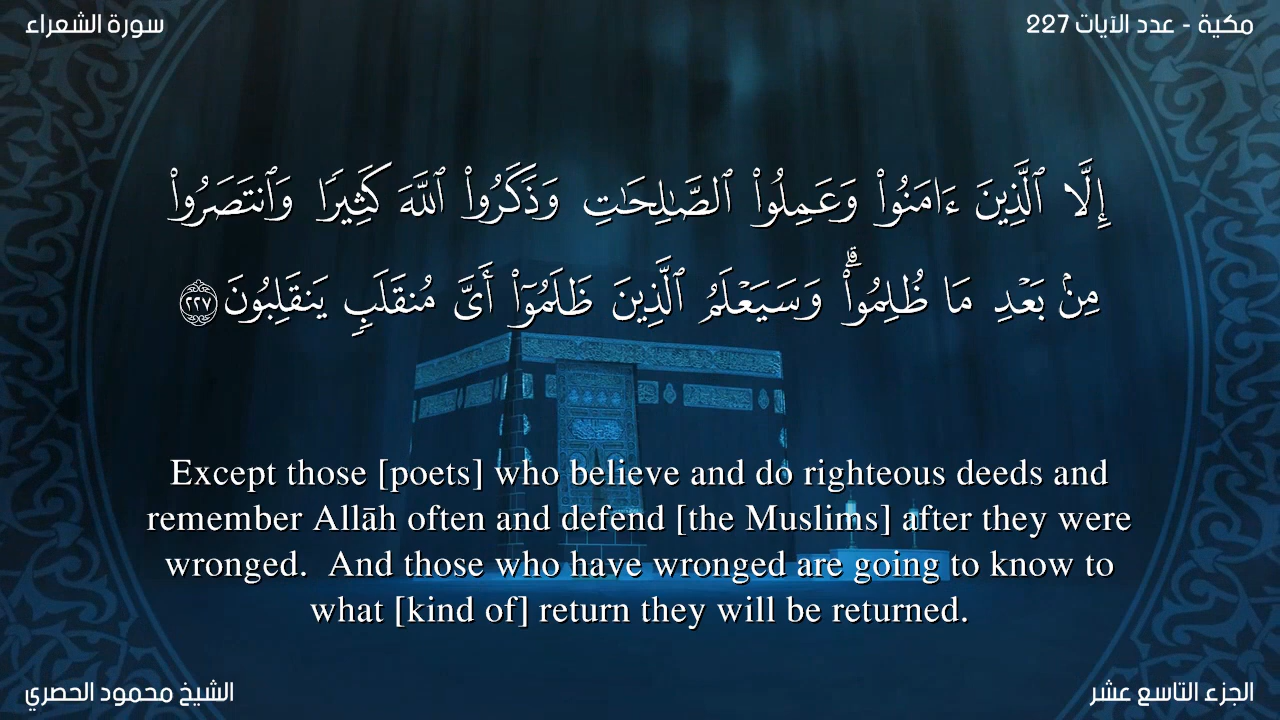 سورة الشعراء
مكية - عدد الآيات 227
إِلَّا ٱلَّذِينَ ءَامَنُوا۟ وَعَمِلُوا۟ ٱلصَّـٰلِحَـٰتِ وَذَكَرُوا۟ ٱللَّهَ كَثِيرًۭا وَٱنتَصَرُوا۟
مِنۢ بَعْدِ مَا ظُلِمُوا۟ ۗ وَسَيَعْلَمُ ٱلَّذِينَ ظَلَمُوٓا۟ أَىَّ مُنقَلَبٍۢ يَنقَلِبُونَ ٢٢٧
Except those [poets] who believe and do righteous deeds and
remember Allāh often and defend [the Muslims] after they were
wronged.  And those who have wronged are going to know to
what [kind of] return they will be returned.
الشيخ محمود الحصري
الجزء التاسع عشر